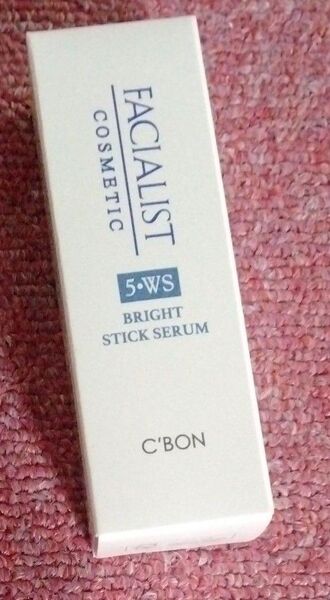 FACIALIST
COSMETIC
5•WS
BRIGHT
STICK SERUM
C'BON